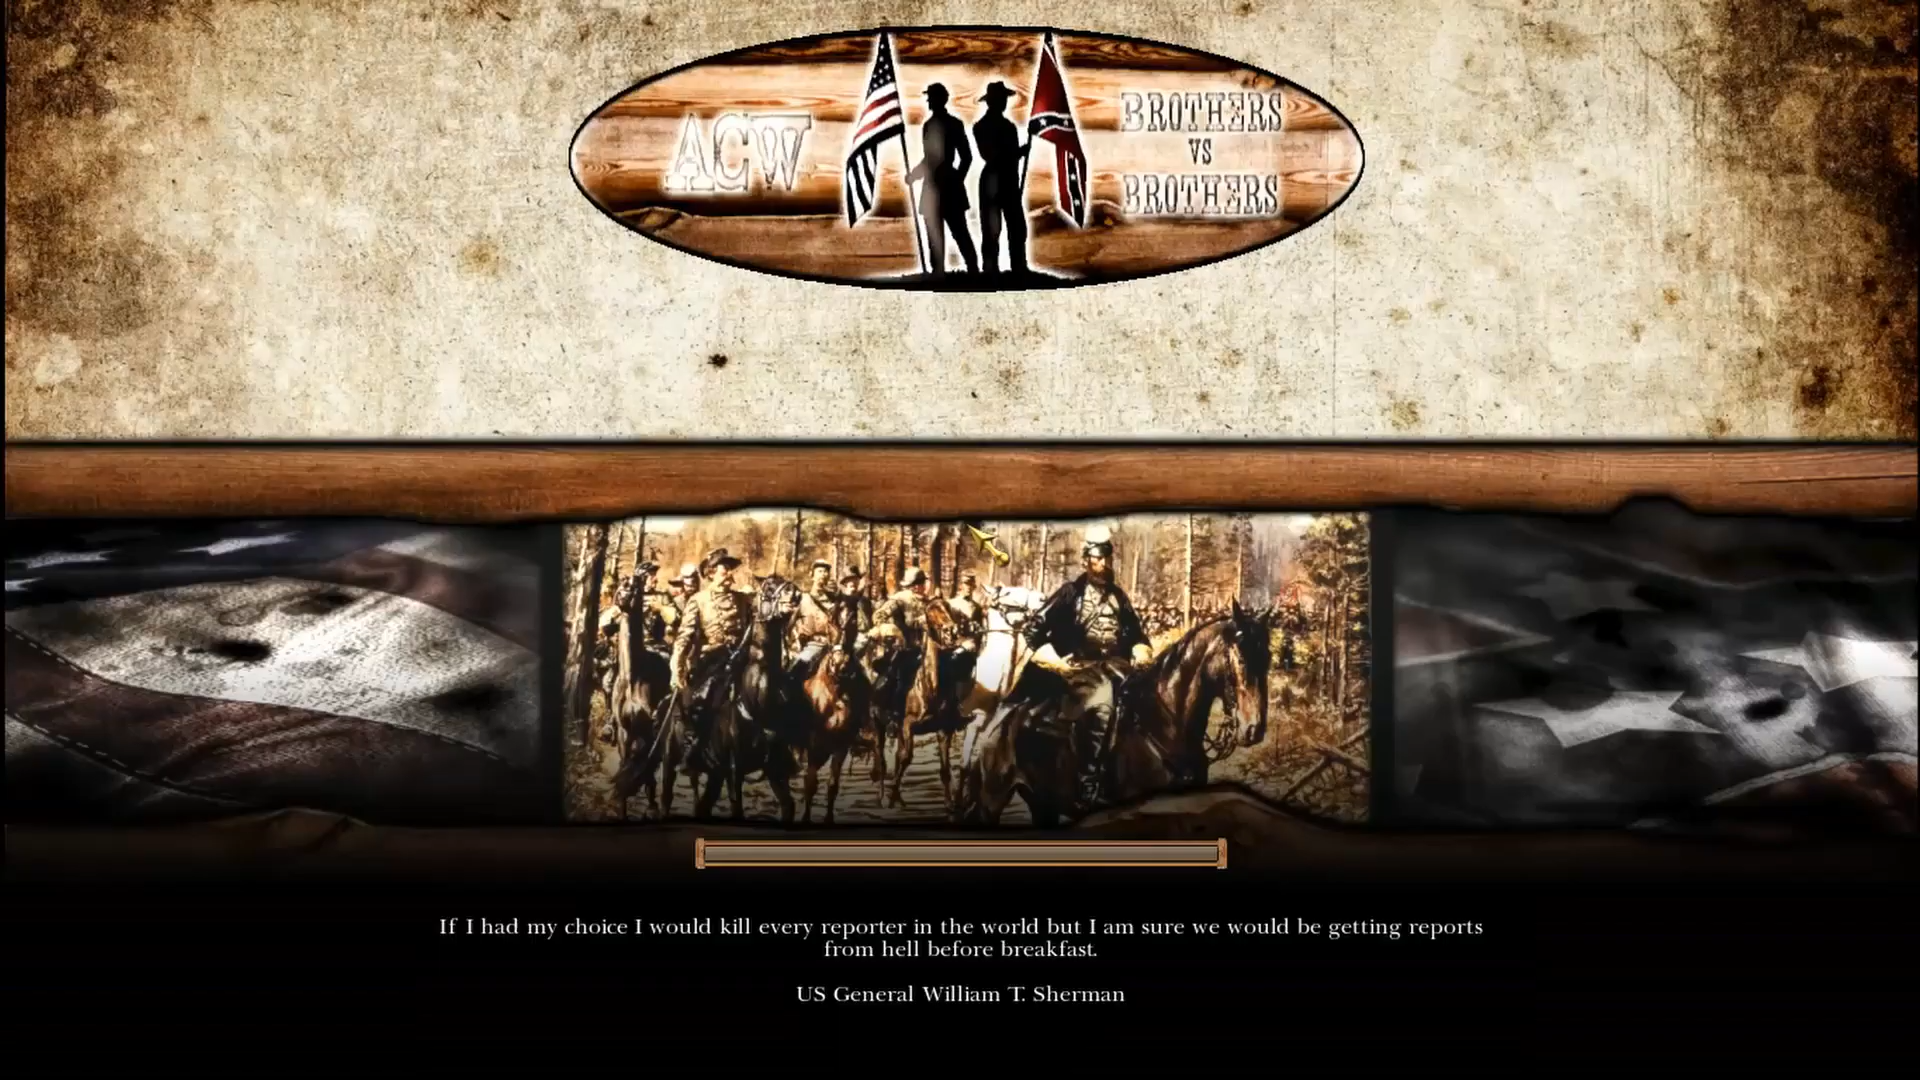 ACW
BROTHERS
VS
BROTHERS
If I had my choice I would kill every reporter in the world but I am sure we would be getting reports
from hell before breakfast.
US General William T. Sherman